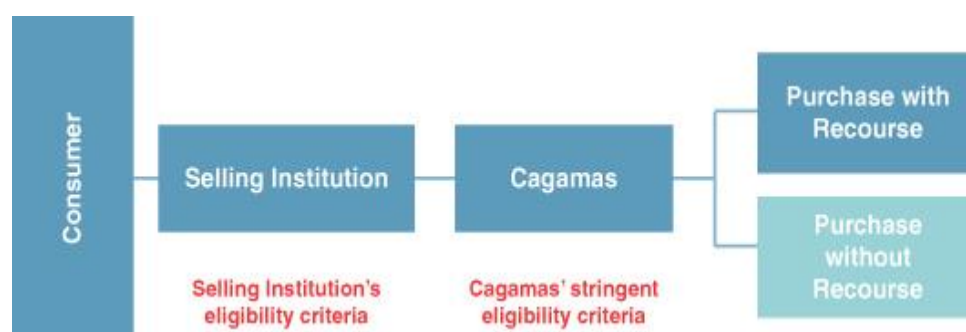 Consumer
Selling Institution
Selling Institution's
eligibility criteria
Cagamas
Cagamas' stringent
eligibility criteria
Purchase with
Recourse
Purchase
without
Recourse